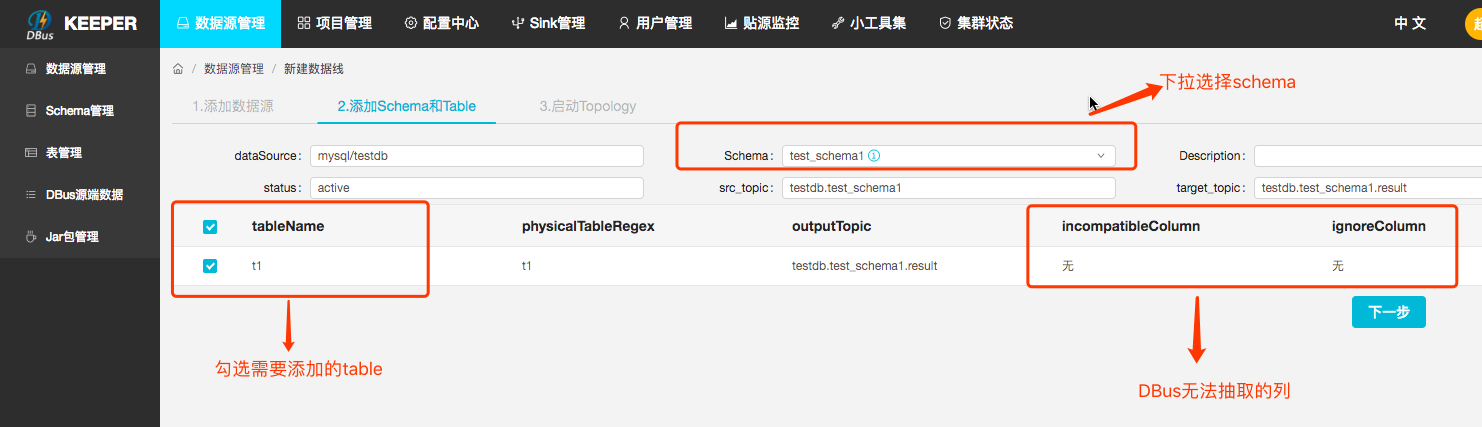 DBus KEEPER 数据源管理 项目管理 配置中心 Sink管理 用户管理 贴源监控 小工具集 集群状态 中 文
数据源管理
Schema管理
表管理
DBus源端数据
Jar包管理
/ 数据源管理 / 新建数据线
下拉选择schema
1.添加数据源 2.添加Schema和Table 3.启动Topology
dataSource: mysql/testdb Schema: test_schema1 Description:
status: active src_topic: testdb.test_schema1 target_topic: testdb.test_schema1.result
tableName physicalTableRegex outputTopic incompatibleColumn ignoreColumn
t1 t1 testdb.test_schema1.result 无 无
下一步
勾选需要添加的table
DBus无法抽取的列